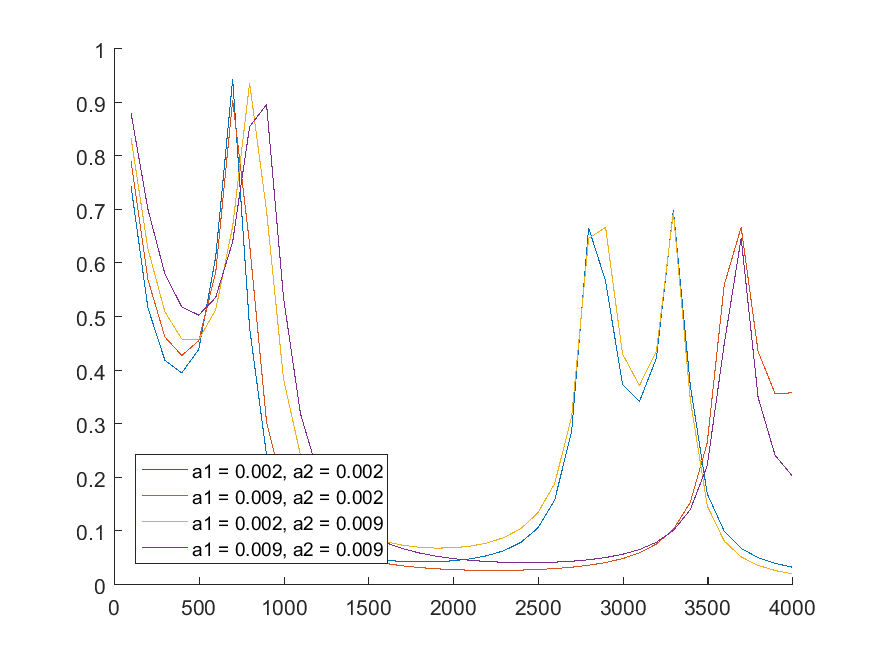 1
0.9
0.8
0.7
0.6
0.5
0.4
0.3
0.2
0.1
0
a1 = 0.002, a2 = 0.002
a1 = 0.009, a2 = 0.002
a1 = 0.002, a2 = 0.009
a1 = 0.009, a2 = 0.009
0 500 1000 1500 2000 2500 3000 3500 4000